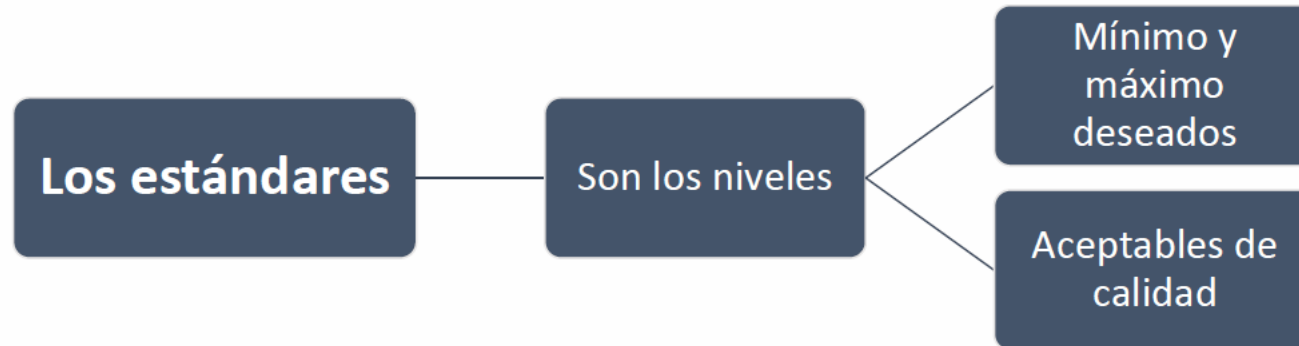 Los estándares
Son los niveles
Mínimo y
máximo
deseados
Aceptables de
calidad